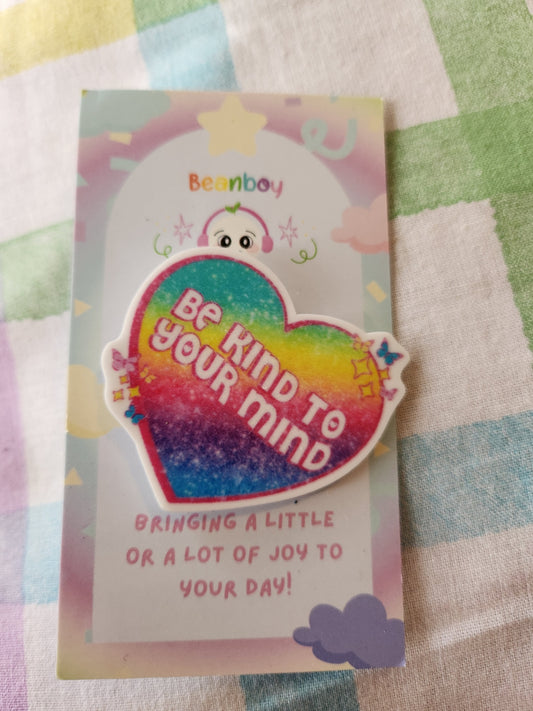 Beanboy
BE KIND TO
YOUR MIND
BRINGING A LITTLE
OR A LOT OF JOY TO
YOUR DAY!